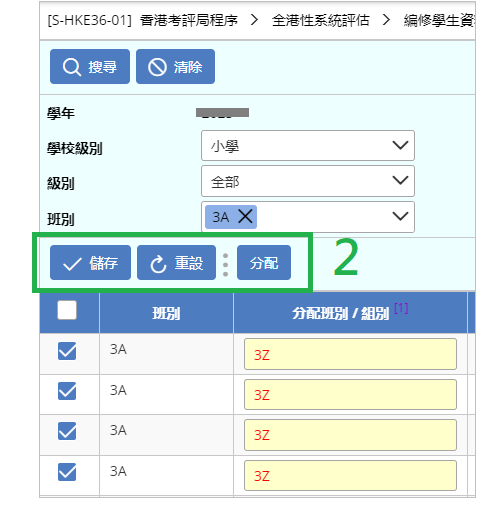 [S-HKE36-01] 香港考評局程序 > 全港性系統評估 > 編修學生資
搜尋 清除
學年
學校級別 小學
級別 全部
班別 3A
儲存 重設 分配 2
班別 分配班別 / 組別 [1]
3A 3Z
3A 3Z
3A 3Z
3A 3Z